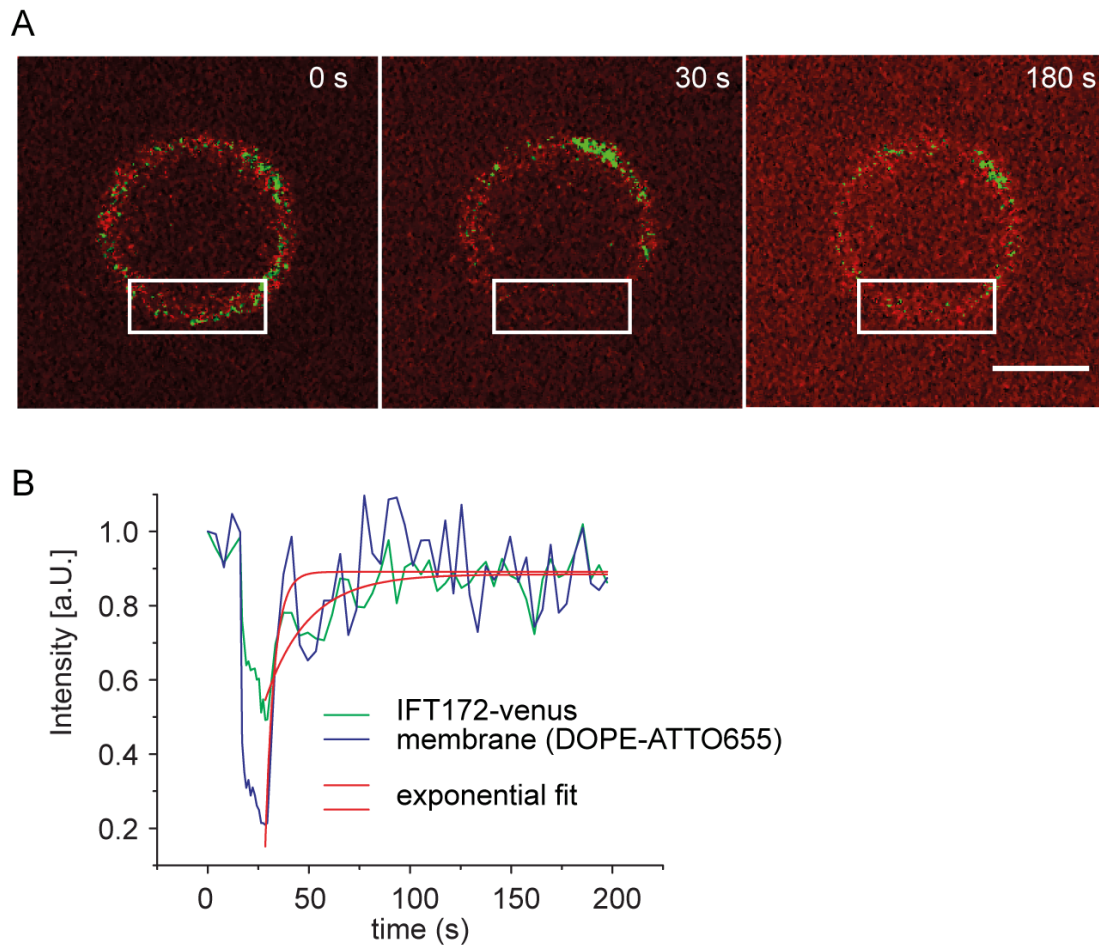 A
0 s
30 s
180 s
B
Intensity [a.U.]
1.0
0.8
0.6
0.4
0.2
IFT172-venus
membrane (DOPE-ATTO655)
exponential fit
0
50
100
150
200
time (s)